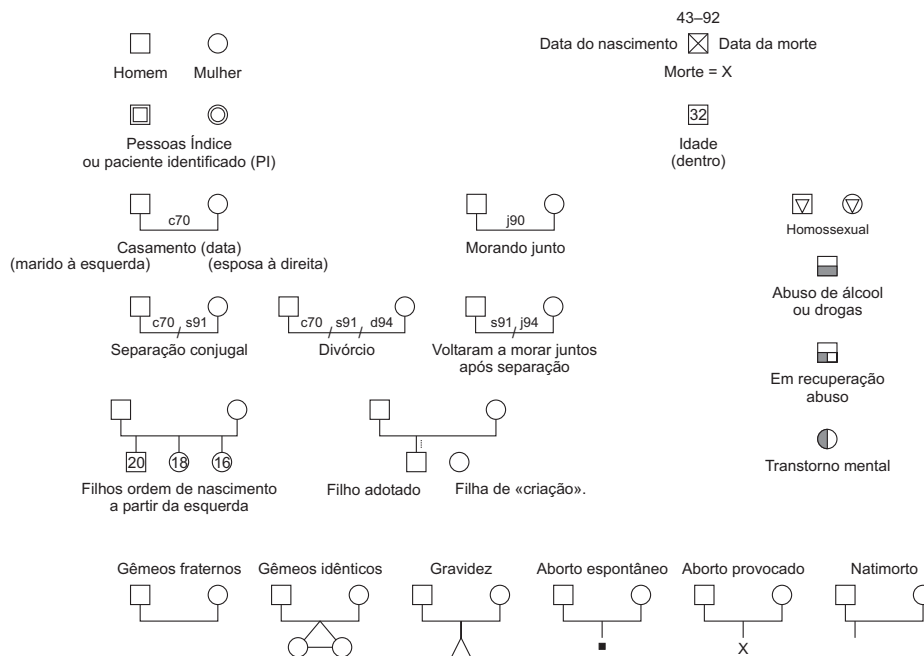 43–92
Data do nascimento Data da morte
Homem Mulher
Morte = X
32
Pessoas Índice
ou paciente identificado (PI)
Idade
(dentro)
c70
j90
Casamento (data)
(marido à esquerda) (esposa à direita)
Morando junto
Homossexual
Abuso de álcool
ou drogas
c70 s91
c70 s91 d94
s91 j94
Separação conjugal
Divórcio
Voltaram a morar juntos
após separação
Em recuperação
abuso
20 18 16
Filhos ordem de nascimento
a partir da esquerda
Filho adotado
Filha de «criação».
Transtorno mental
Gêmeos fraternos
Gêmeos idênticos
Gravidez
Aborto espontâneo
Aborto provocado
Natimorto
X